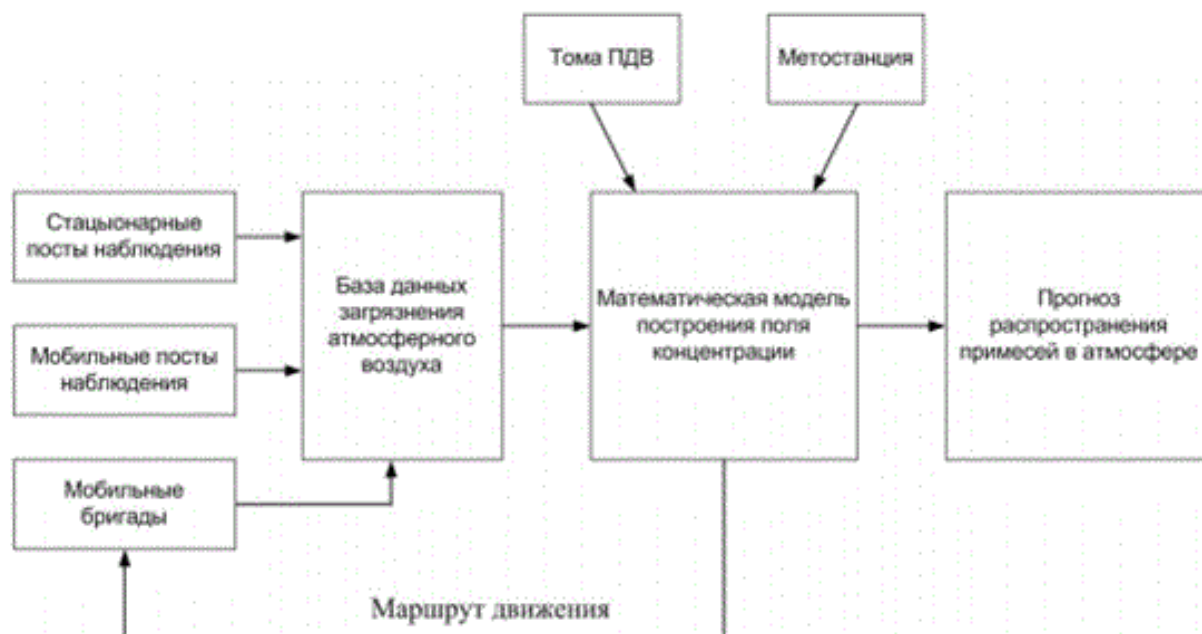 Тома ПДВ
Метостанция
Стацыонарные
посты наблюдения
Мобильные посты
наблюдения
Мобильные
бригады
База данных
загрязнения
атмосферного
воздуха
Математическая модель
построения поля
концентрации
Прогноз
распространения
примесей в атмосфере
Маршрут движения